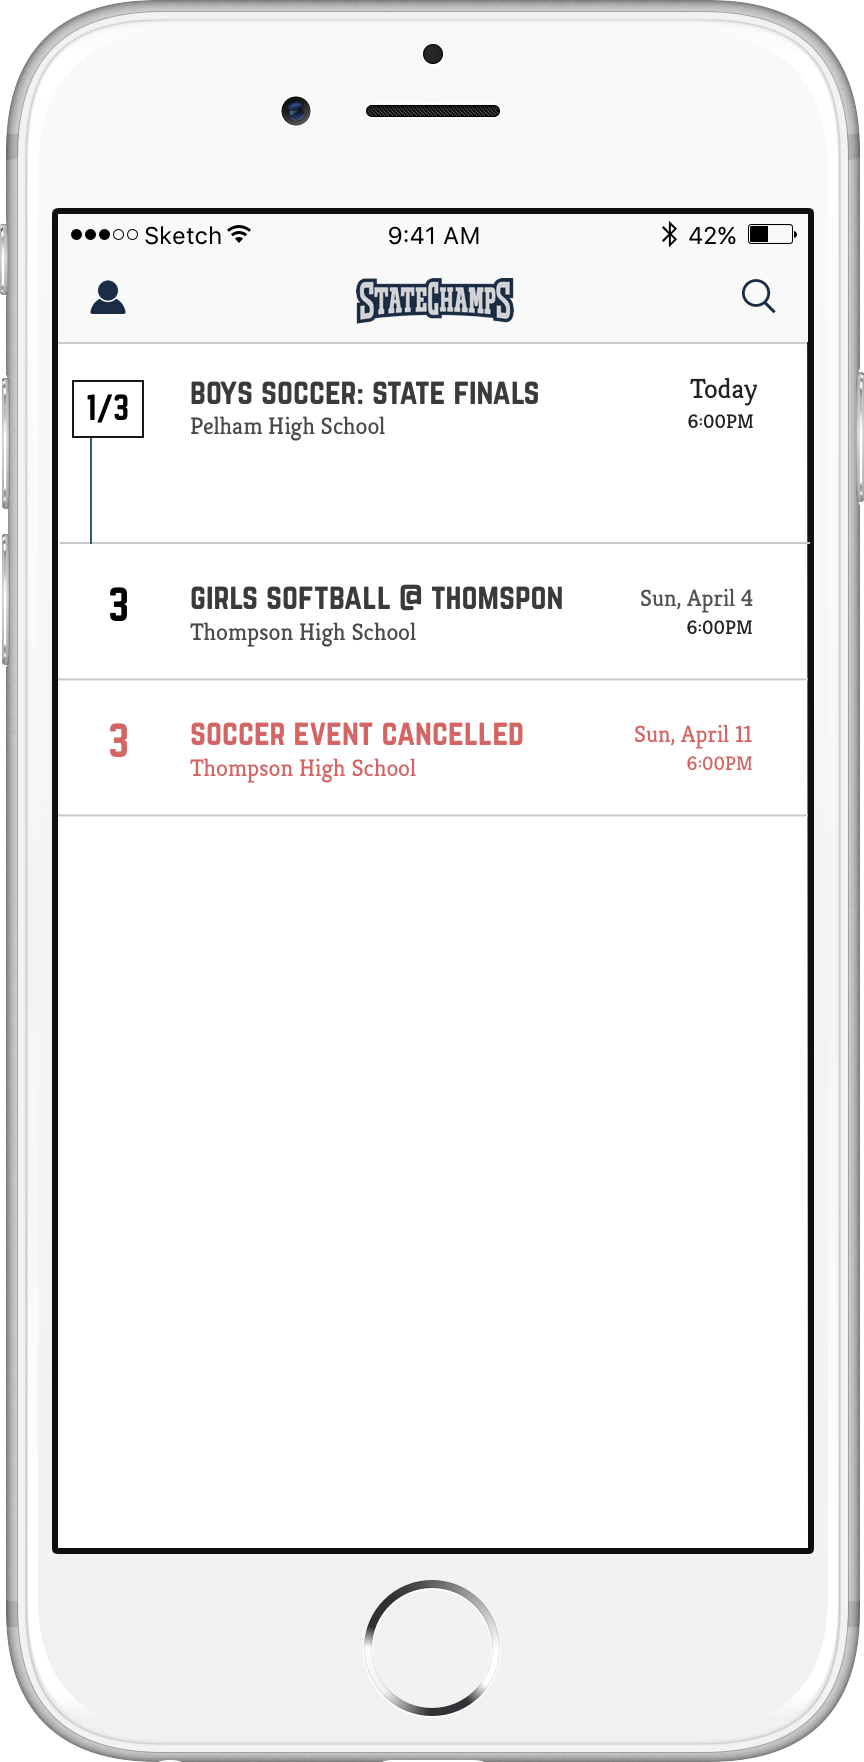 Sketch 9:41 AM 42%
STATECHAMPS
1/3 BOYS SOCCER: STATE FINALS Today
Pelham High School 6:00PM
3 GIRLS SOFTBALL @ THOMSPON Sun, April 4
Thompson High School 6:00PM
3 SOCCER EVENT CANCELLED Sun, April 11
Thompson High School 6:00PM